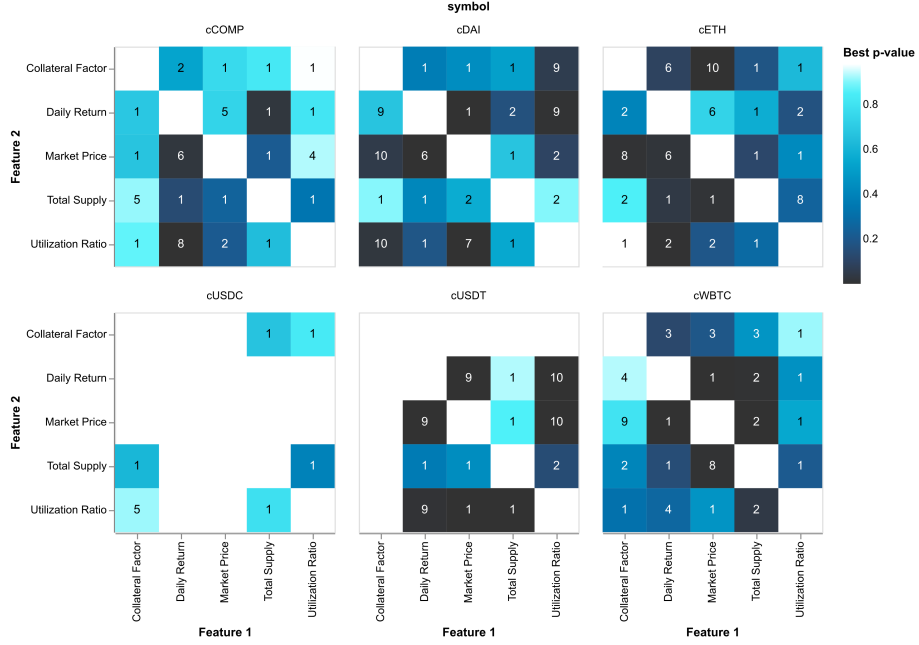 symbol
cCOMP cDAI cETH
Best p-value
Collateral Factor 2 1 1 1 1 1 1 9 6 10 1 1
0.8
Daily Return 1 5 1 1 9 1 2 9 2 6 1 2
0.6
Feature 2
Market Price 1 6 1 4 10 6 1 2 8 6 1 1
0.4
Total Supply 5 1 1 1 1 1 2 2 2 1 1 8
0.2
Utilization Ratio 1 8 2 1 10 1 7 1 1 2 2 1
cUSDC cUSDT cWBTC
Collateral Factor 1 1 3 3 3 1
Daily Return 9 1 10 4 1 2 1
Feature 2
Market Price 9 1 10 9 1 2 1
Total Supply 1 1 1 1 2 2 1 8 1
Utilization Ratio 5 1 9 1 1 1 4 1 2
Collateral Factor Daily Return Market Price Total Supply Utilization Ratio Collateral Factor Daily Return Market Price Total Supply Utilization Ratio Collateral Factor Daily Return Market Price Total Supply Utilization Ratio
Feature 1 Feature 1 Feature 1